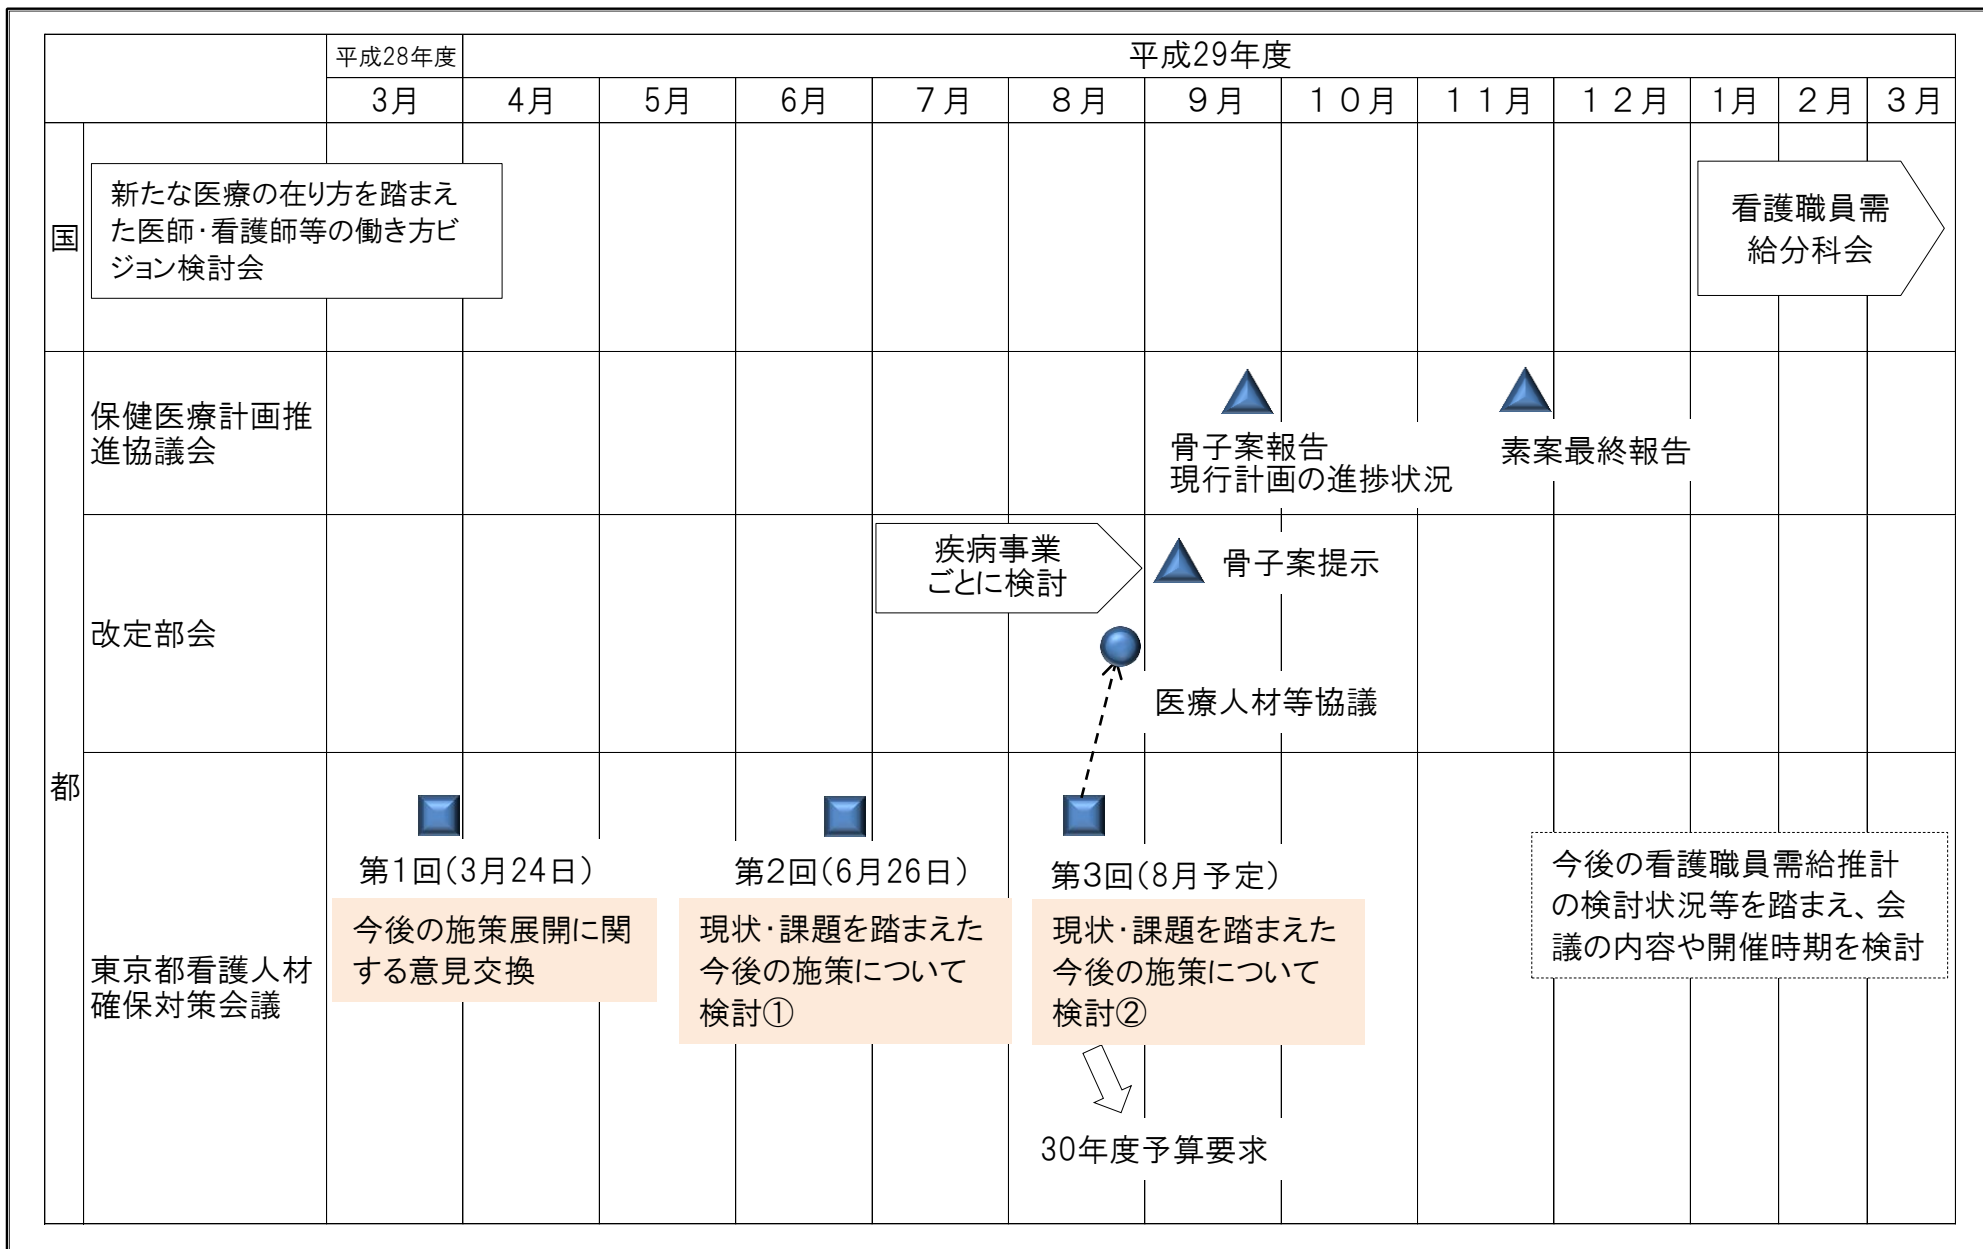 平成28年度
平成29年度
3月
4月
5月
6月
7月
8月
9月
10月
11月
12月
1月
2月
3月
国
新たな医療の在り方を踏まえ
た医師・看護師等の働き方ビ
ジョン検討会
看護職員需
給分科会
都
保健医療計画推
進協議会
骨子案報告
現行計画の進捗状況
素案最終報告
改定部会
疾病事業
ごとに検討
骨子案提示
医療人材等協議
東京都看護人材
確保対策会議
第1回(3月24日)
今後の施策展開に関
する意見交換
第2回(6月26日)
現状・課題を踏まえた
今後の施策について
検討①
第3回(8月予定)
現状・課題を踏まえた
今後の施策について
検討②
30年度予算要求
今後の看護職員需給推計
の検討状況等を踏まえ、会
議の内容や開催時期を検討